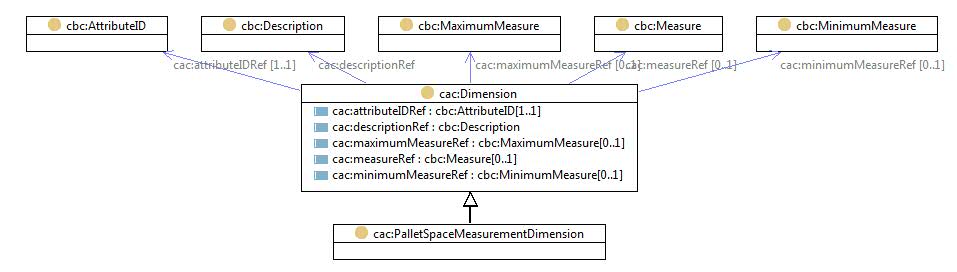 cbc:AttributeID
cbc:Description
cbc:MaximumMeasure
cbc:Measure
cbc:MinimumMeasure
cac:attributeIDRef [1..1]
cac:descriptionRef
cac:maximumMeasureRef [0..1]
cac:measureRef [0..1]
cac:minimumMeasureRef [0..1]
cac:Dimension
cac:attributeIDRef : cbc:AttributeID[1..1]
cac:descriptionRef : cbc:Description
cac:maximumMeasureRef : cbc:MaximumMeasure[0..1]
cac:measureRef : cbc:Measure[0..1]
cac:minimumMeasureRef : cbc:MinimumMeasure[0..1]
cac:PalletSpaceMeasurementDimension